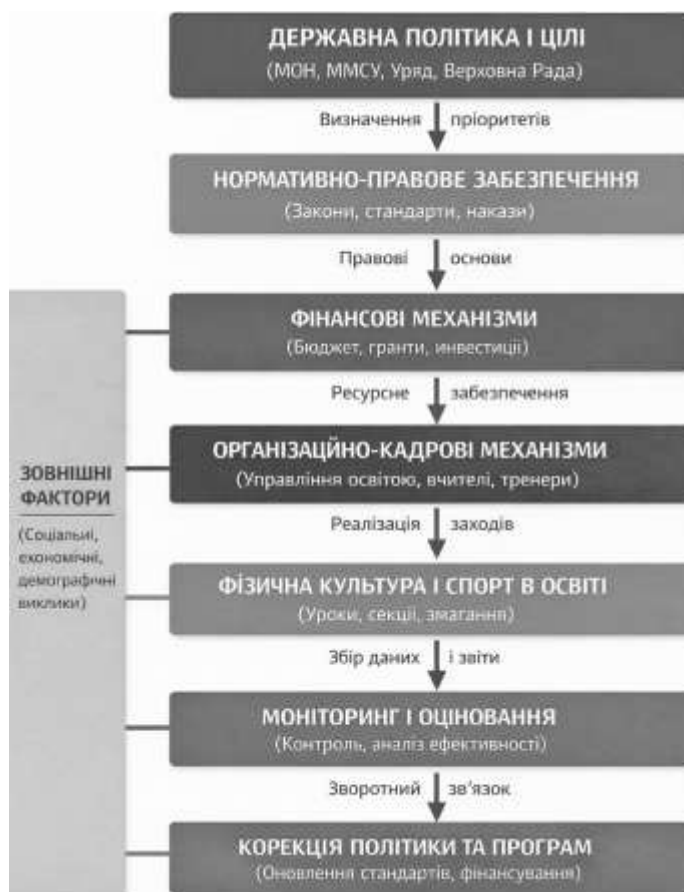 ДЕРЖАВНА ПОЛІТИКА І ЦІЛІ
(МОН, ММСУ, Уряд, Верховна Рада)
Визначення пріоритетів
НОРМАТИВНО-ПРАВОВЕ ЗАБЕЗПЕЧЕННЯ
(Закони, стандарти, накази)
Правові основи
ФІНАНСОВІ МЕХАНІЗМИ
(Бюджет, гранти, инвестиції)
Ресурсне забезпечення
ОРГАНІЗАЦЙНО-КАДРОВІ МЕХАНІЗМИ
(Управління освітою, вчителі, тренери)
Реалізація заходів
ЗОВНІШНІ
ФАКТОРИ
(Соціальні,
економічні,
демографічні
виклики)
ФІЗИЧНА КУЛЬТУРА І СПОРТ В ОСВІТІ
(Уроки, секції, змагання)
Збір даних і звіти
МОНІТОРИНГ І ОЦІНОВАННЯ
(Контроль, аналіз ефективності)
Зворотний зв'язок
КОРЕКЦІЯ ПОЛІТИКИ ТА ПРОГРАМ
(Оновлення стандартів, фінансування)